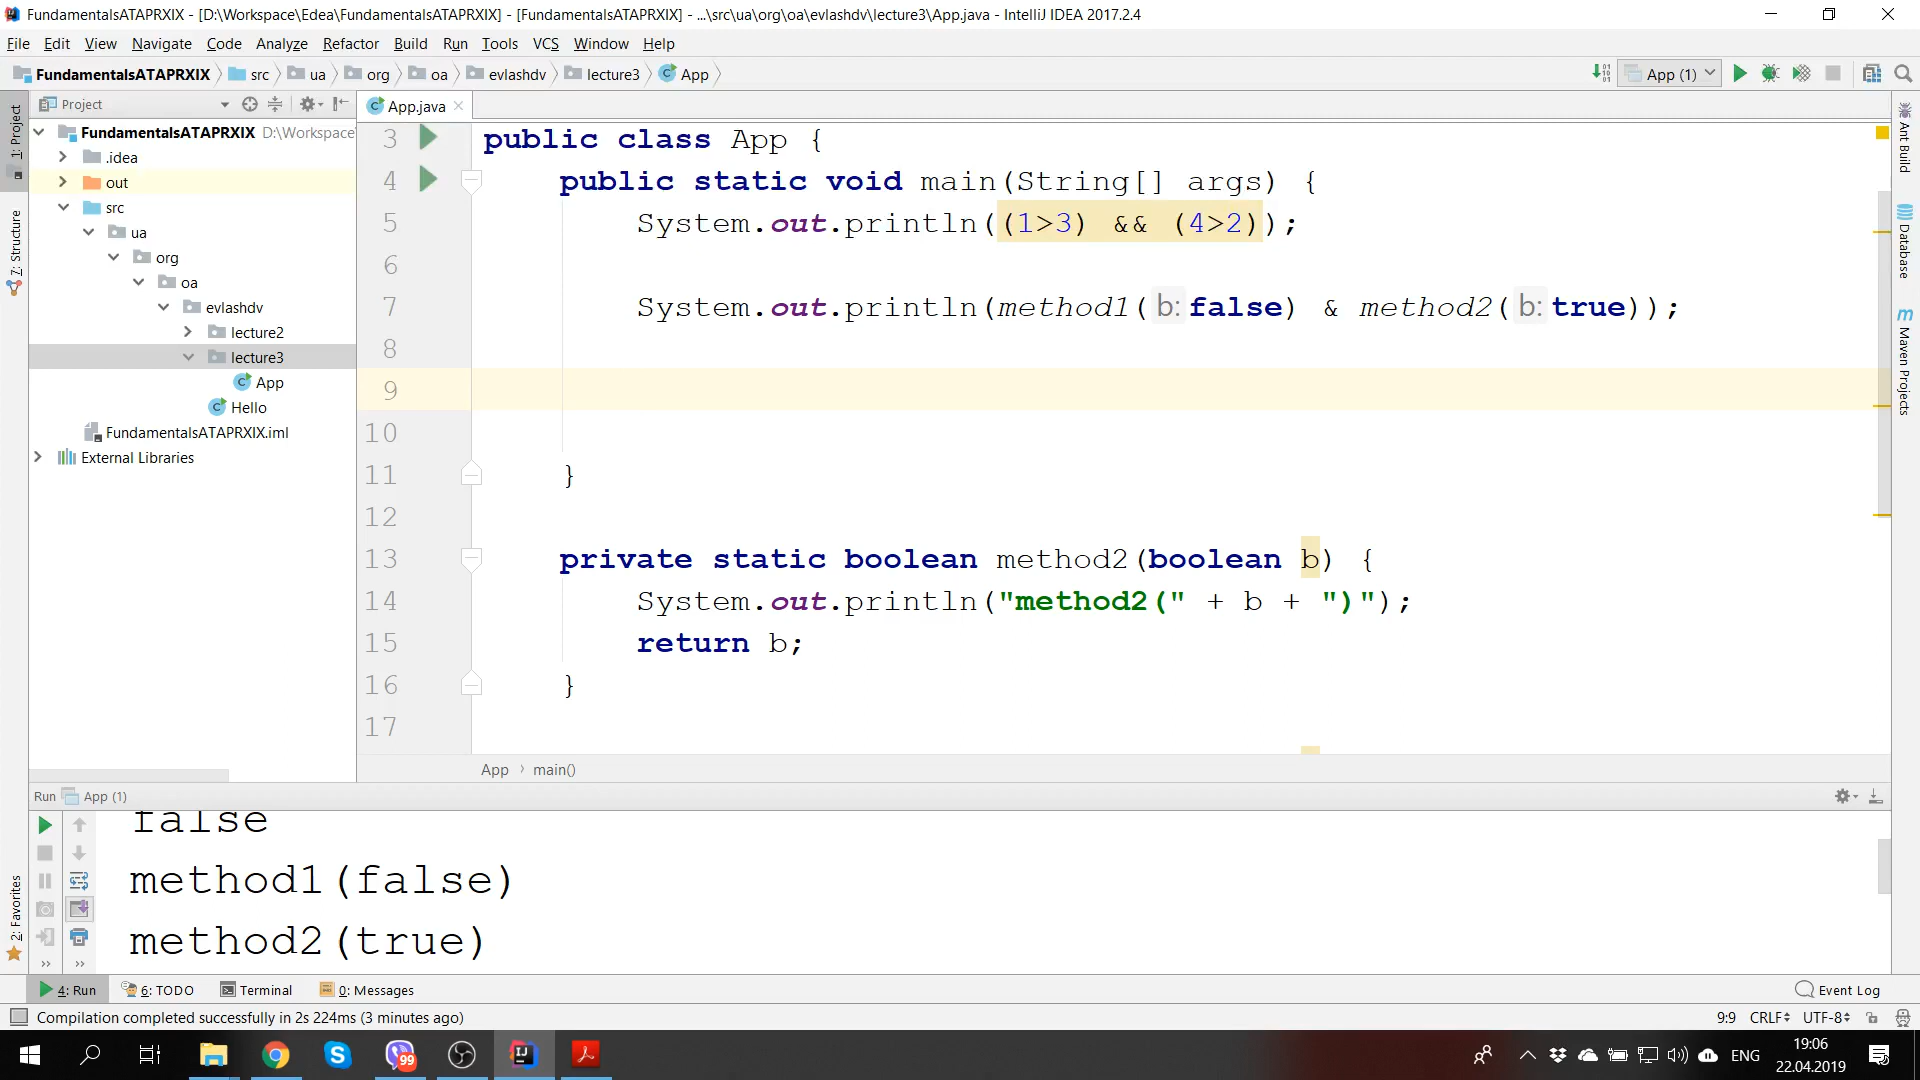 FundamentalsATAPRXIX - [D:\Workspace\Edea\FundamentalsATAPRXIX] - [FundamentalsATAPRXIX] - ...\src\ua\org\oa\evlashdv\lecture3\App.java - IntelliJ IDEA 2017.2.4
File Edit View Navigate Code Analyze Refactor Build Run Tools VCS Window Help
FundamentalsATAPRXIX src ua org oa evlashdv lecture3 App
App (1)
Project
App.java
1: Project
7: Structure
2: Favorites
FundamentalsATAPRXIX D:\Workspace
.idea
out
src
ua
org
oa
evlashdv
lecture2
lecture3
App
Hello
FundamentalsATAPRXIX.iml
External Libraries
3 public class App {
4 public static void main(String[] args) {
5 System.out.println((1>3) && (4>2));
6
7 System.out.println(method1( b: false) & method2( b: true));
8
9
10
11 }
12
13 private static boolean method2(boolean b) {
14 System.out.println("method2(" + b + ")");
15 return b;
16 }
17
App › main()
Ant Build
Database
Maven Projects
Run App (1)
false
method1(false)
method2(true)
4: Run 6: TODO Terminal 0: Messages Event Log
Compilation completed successfully in 2s 224ms (3 minutes ago)
9:9 CRLF UTF-8
99
ENG
19:06
22.04.2019